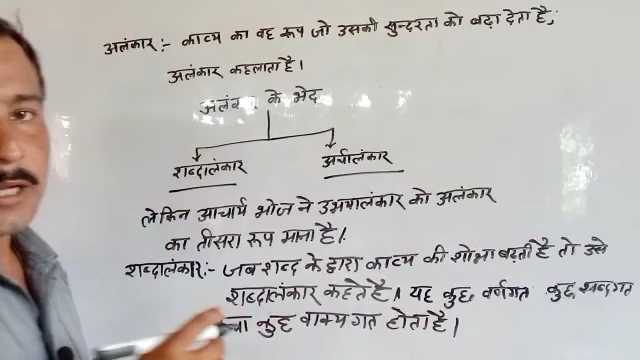 अलंकार :- काव्य का वह रूप जो उसकी सुन्दरता को बढ़ा देता है,
अलंकार कहलाता है।
अलंकार के भेद
शब्दालंकार अर्थालंकार
लेकिन आचार्य भोज ने उभयालंकार को अलंकार
का तीसरा रूप माना है।
शब्दालंकार :- जब शब्द के द्वारा काव्य की शोभा बढ़ती है तो उसे
शब्दालंकार कहते है। यह कुछ वर्णगत कुछ शब्दगत
कुछ वाक्यगत होता है।